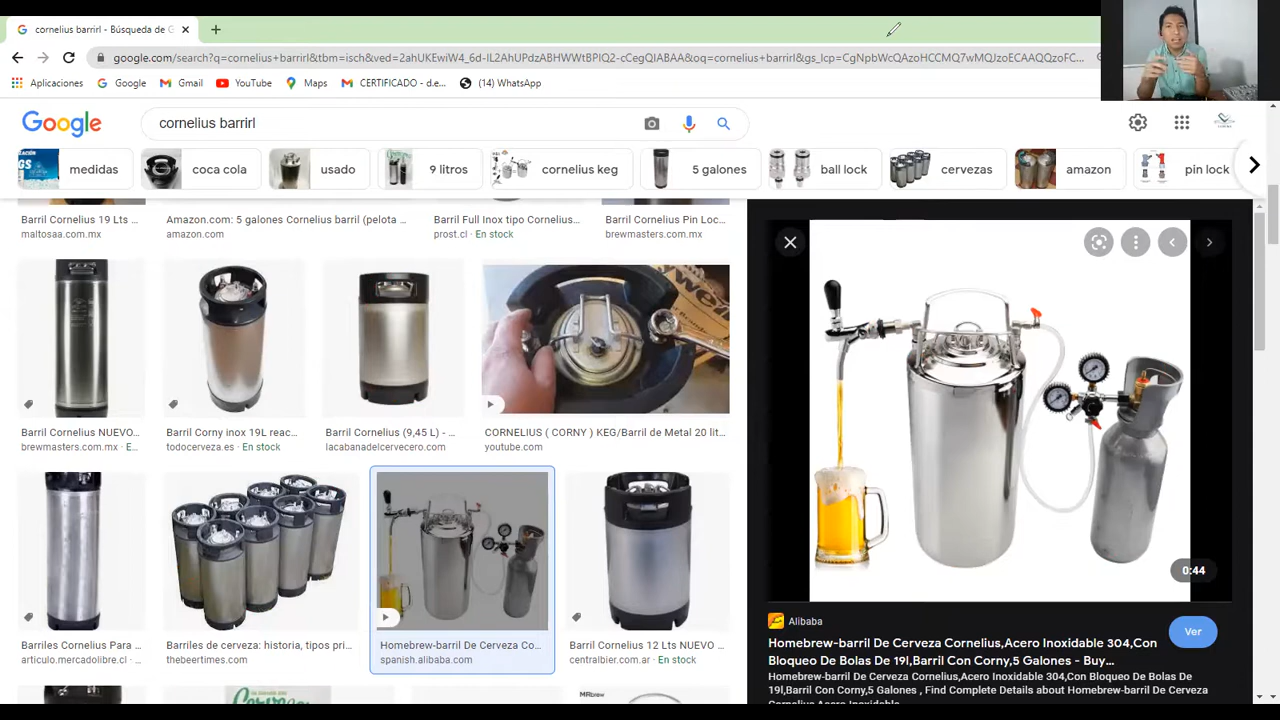 cornelius barrirl - Búsqueda de G
google.com/search?q=cornelius+barrirl&tbm=isch&ved=2ahUKEwiW4_6d-IL2AhUPdzABHWWtBPIQ2-cCegQIABAA&oq=cornelius+barrirl&gs_lcp=CgNpbWcQAzoHCCMQ7wMQJzoECAAQQzoFC...
Aplicaciones
Google
Gmail
YouTube
Maps
CERTIFICADO - d.e...
(14) WhatsApp
Google
cornelius barrirl
medidas
coca cola
usado
9 litros
cornelius keg
5 galones
ball lock
cervezas
amazon
pin lock
Barril Cornelius 19 Lts ...
Amazon.com: 5 galones Cornelius barril (pelota ...
Barril Full Inox tipo Cornelius...
Barril Cornelius Pin Loc...
maltosaa.com.mx
amazon.com
prost.cl · En stock
brewmasters.com.mx
Barril Cornelius NUEVO...
Barril Corny inox 19L reac...
Barril Cornelius (9,45 L) - ...
CORNELIUS ( CORNY ) KEG/Barril de Metal 20 lit...
brewmasters.com.mx · E...
todocerveza.es · En stock
lacabanadelcervecero.com
youtube.com
Barriles Cornelius Para ...
Barriles de cerveza: historia, tipos pri...
Homebrew-barril De Cerveza Co...
Barril Cornelius 12 Lts NUEVO ...
articulo.mercadolibre.cl · ...
thebeertimes.com
spanish.alibaba.com
centralbier.com.ar · En stock
MRbrew
0:44
Alibaba
Homebrew-barril De Cerveza Cornelius,Acero Inoxidable 304,Con
Bloqueo De Bolas De 19l,Barril Con Corny,5 Galones - Buy...
Ver
Homebrew-barril De Cerveza Cornelius,Acero Inoxidable 304,Con Bloqueo De Bolas De
19l,Barril Con Corny,5 Galones , Find Complete Details about Homebrew-barril De Cerveza
Cornelius,Acero Inoxidable